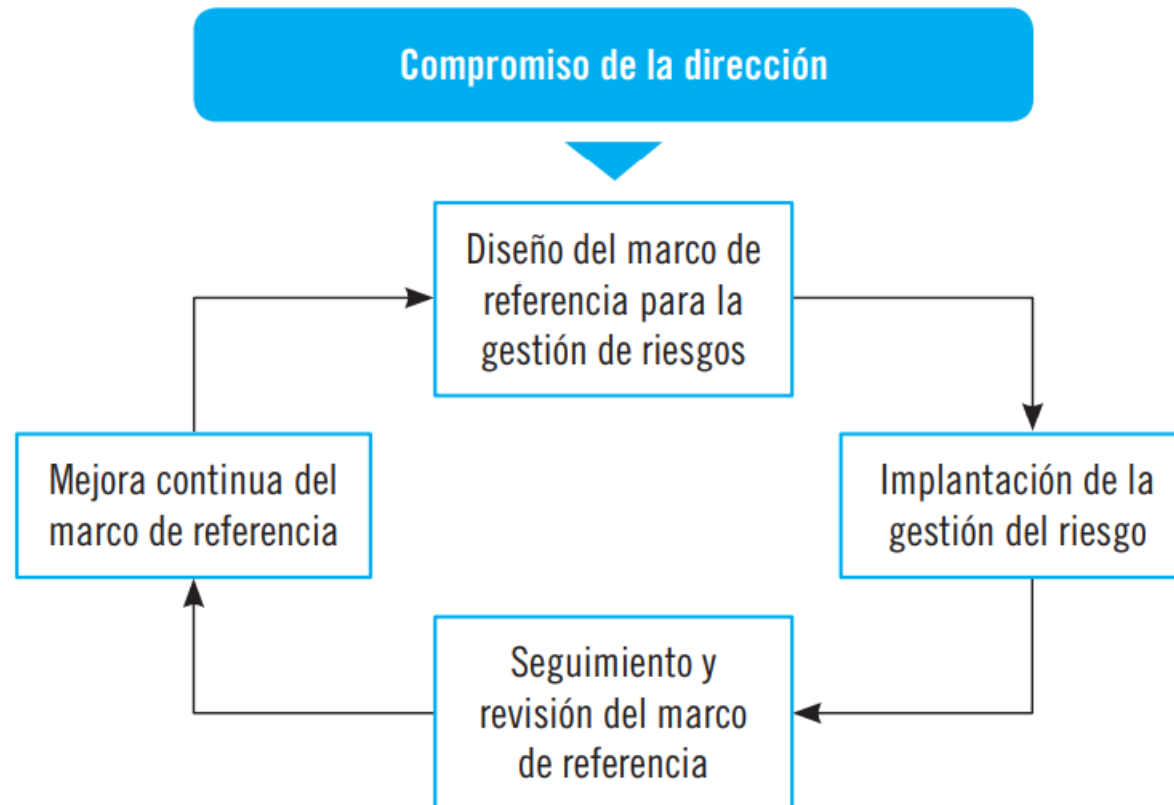 Compromiso de la dirección
Diseño del marco de
referencia para la
gestión de riesgos
Mejora continua del
marco de referencia
Implantación de la
gestión del riesgo
Seguimiento y
revisión del marco
de referencia